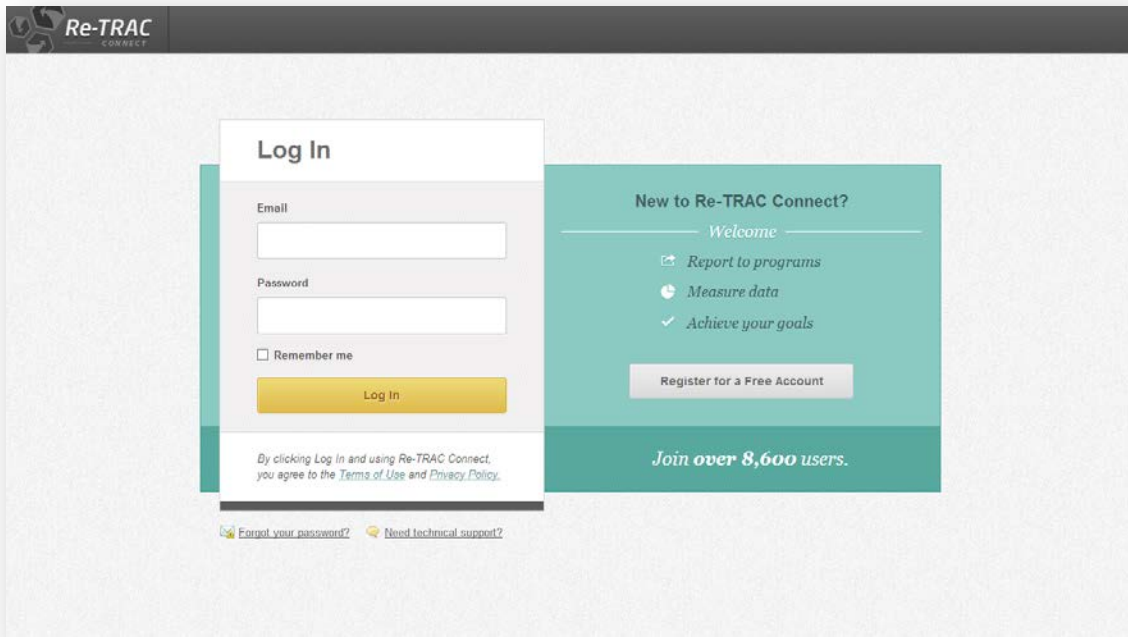 Re-TRAC
CONNECT
Log In
Email
Password
Remember me
Log In
By clicking Log In and using Re-TRAC Connect,
you agree to the Terms of Use and Privacy Policy.
Forgot your password? Need technical support?
New to Re-TRAC Connect?
Welcome
Report to programs
Measure data
Achieve your goals
Register for a Free Account
Join over 8,600 users.